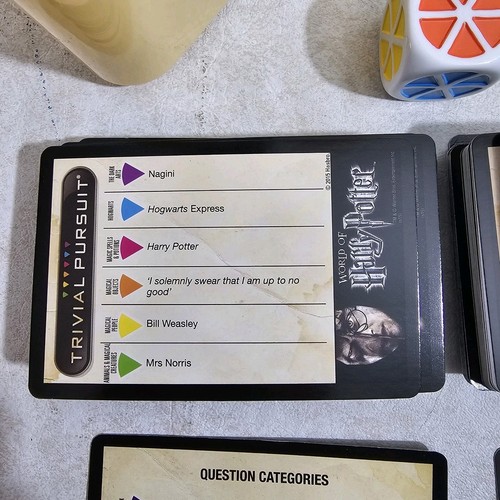 TRIVIAL PURSUIT®
THE DARK
ARTS
Nagini
HOGWARTS
Hogwarts Express
MAGIC SPELLS
& POTIONS
Harry Potter
MAGICAL
OBJECTS
'I solemnly swear that I am up to no
good'
MAGICAL
PEOPLE
Bill Weasley
ANIMALS & MAGICAL
CREATURES
Mrs Norris
© 2015 Hasbro
WORLD OF
Harry Potter
QUESTION CATEGORIES